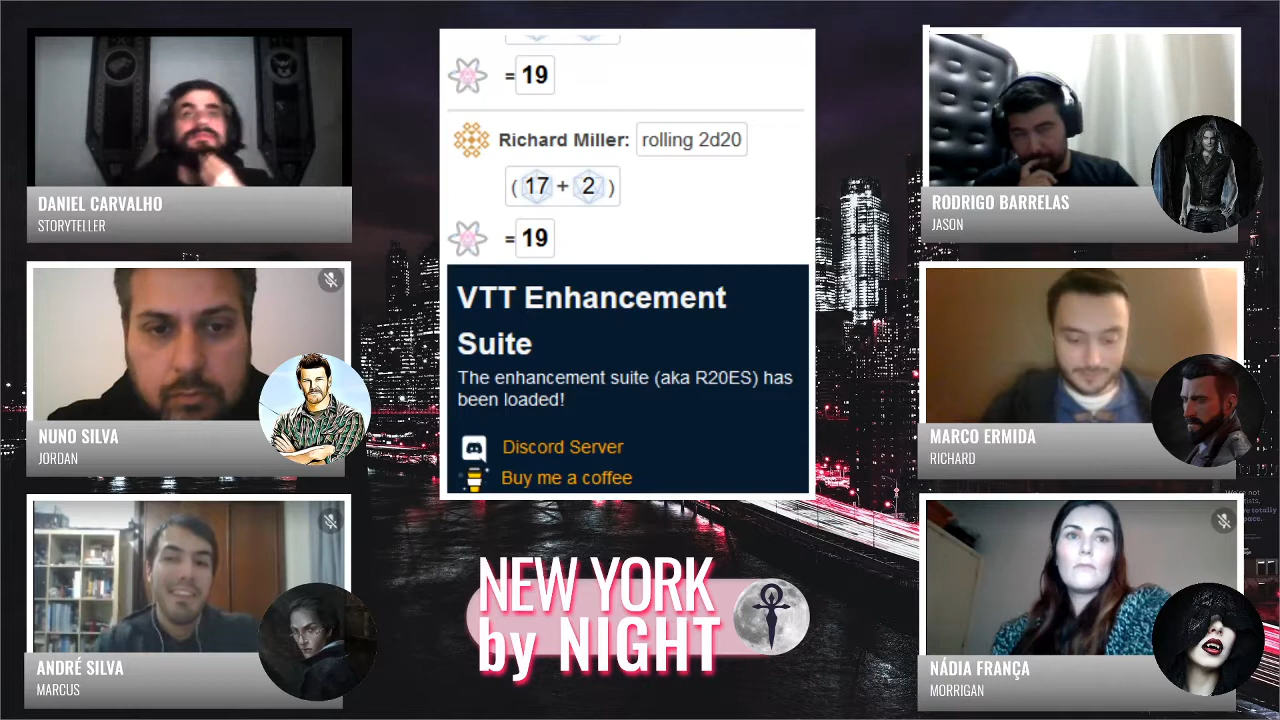 DANIEL CARVALHO
STORYTELLER
NUNO SILVA
JORDAN
ANDRÉ SILVA
MARCUS
= 19
Richard Miller: rolling 2d20
( 17 + 2 )
= 19
VTT Enhancement
Suite
The enhancement suite (aka R20ES) has
been loaded!
Discord Server
Buy me a coffee
NEW YORK
by NIGHT
RODRIGO BARRELAS
JASON
MARCO ERMIDA
RICHARD
NÁDIA FRANÇA
MORRIGAN